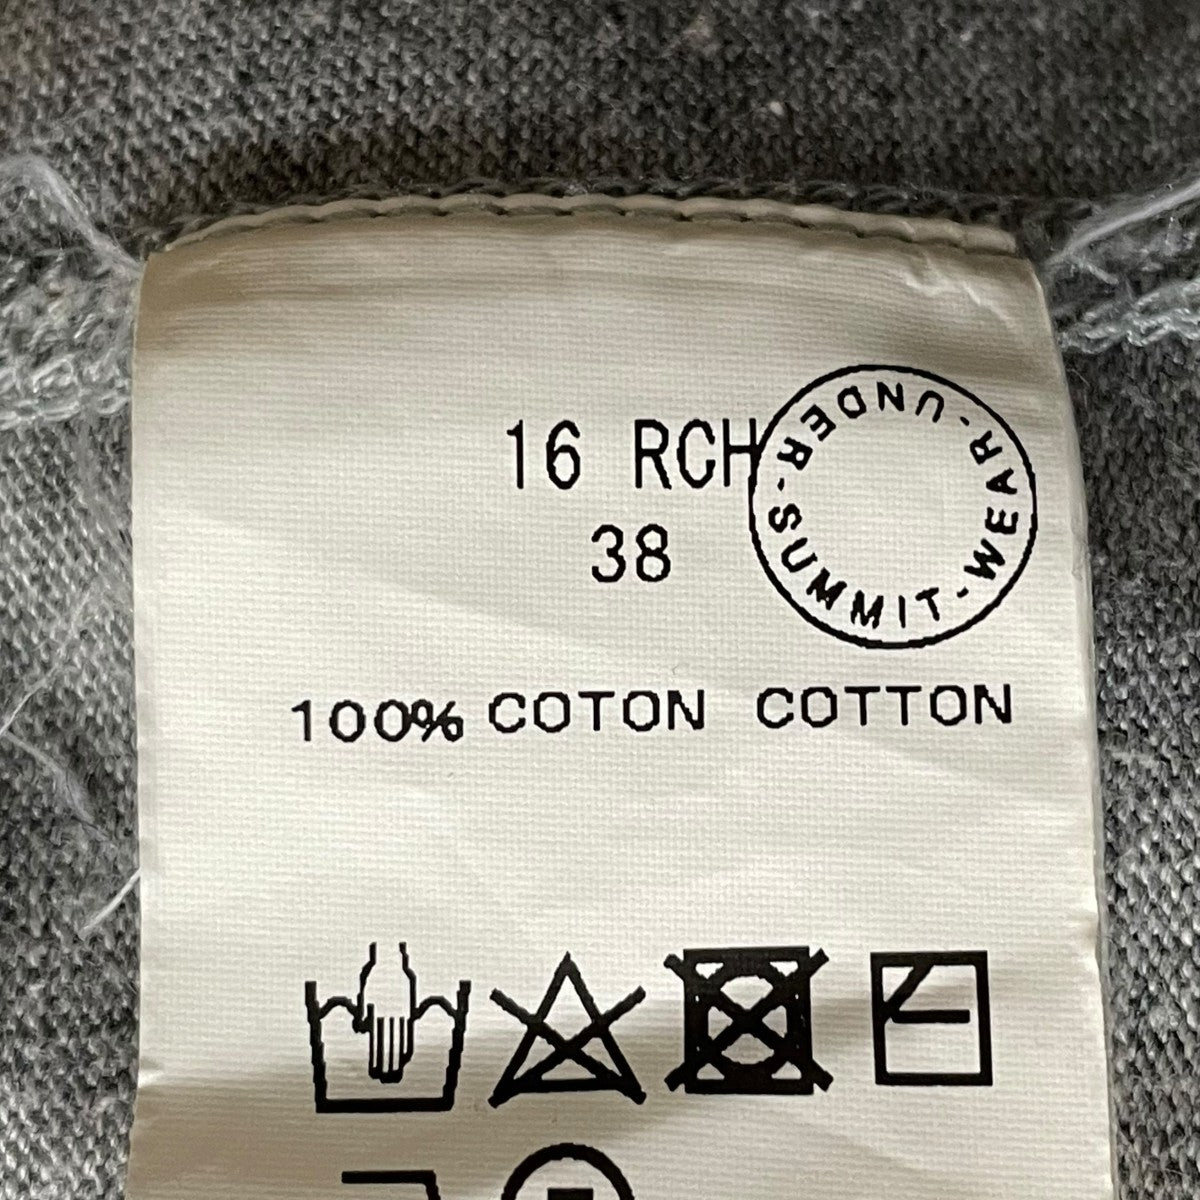 16 RCH
38
UNDER-SUMMIT-WEAR-
100% COTON COTTON